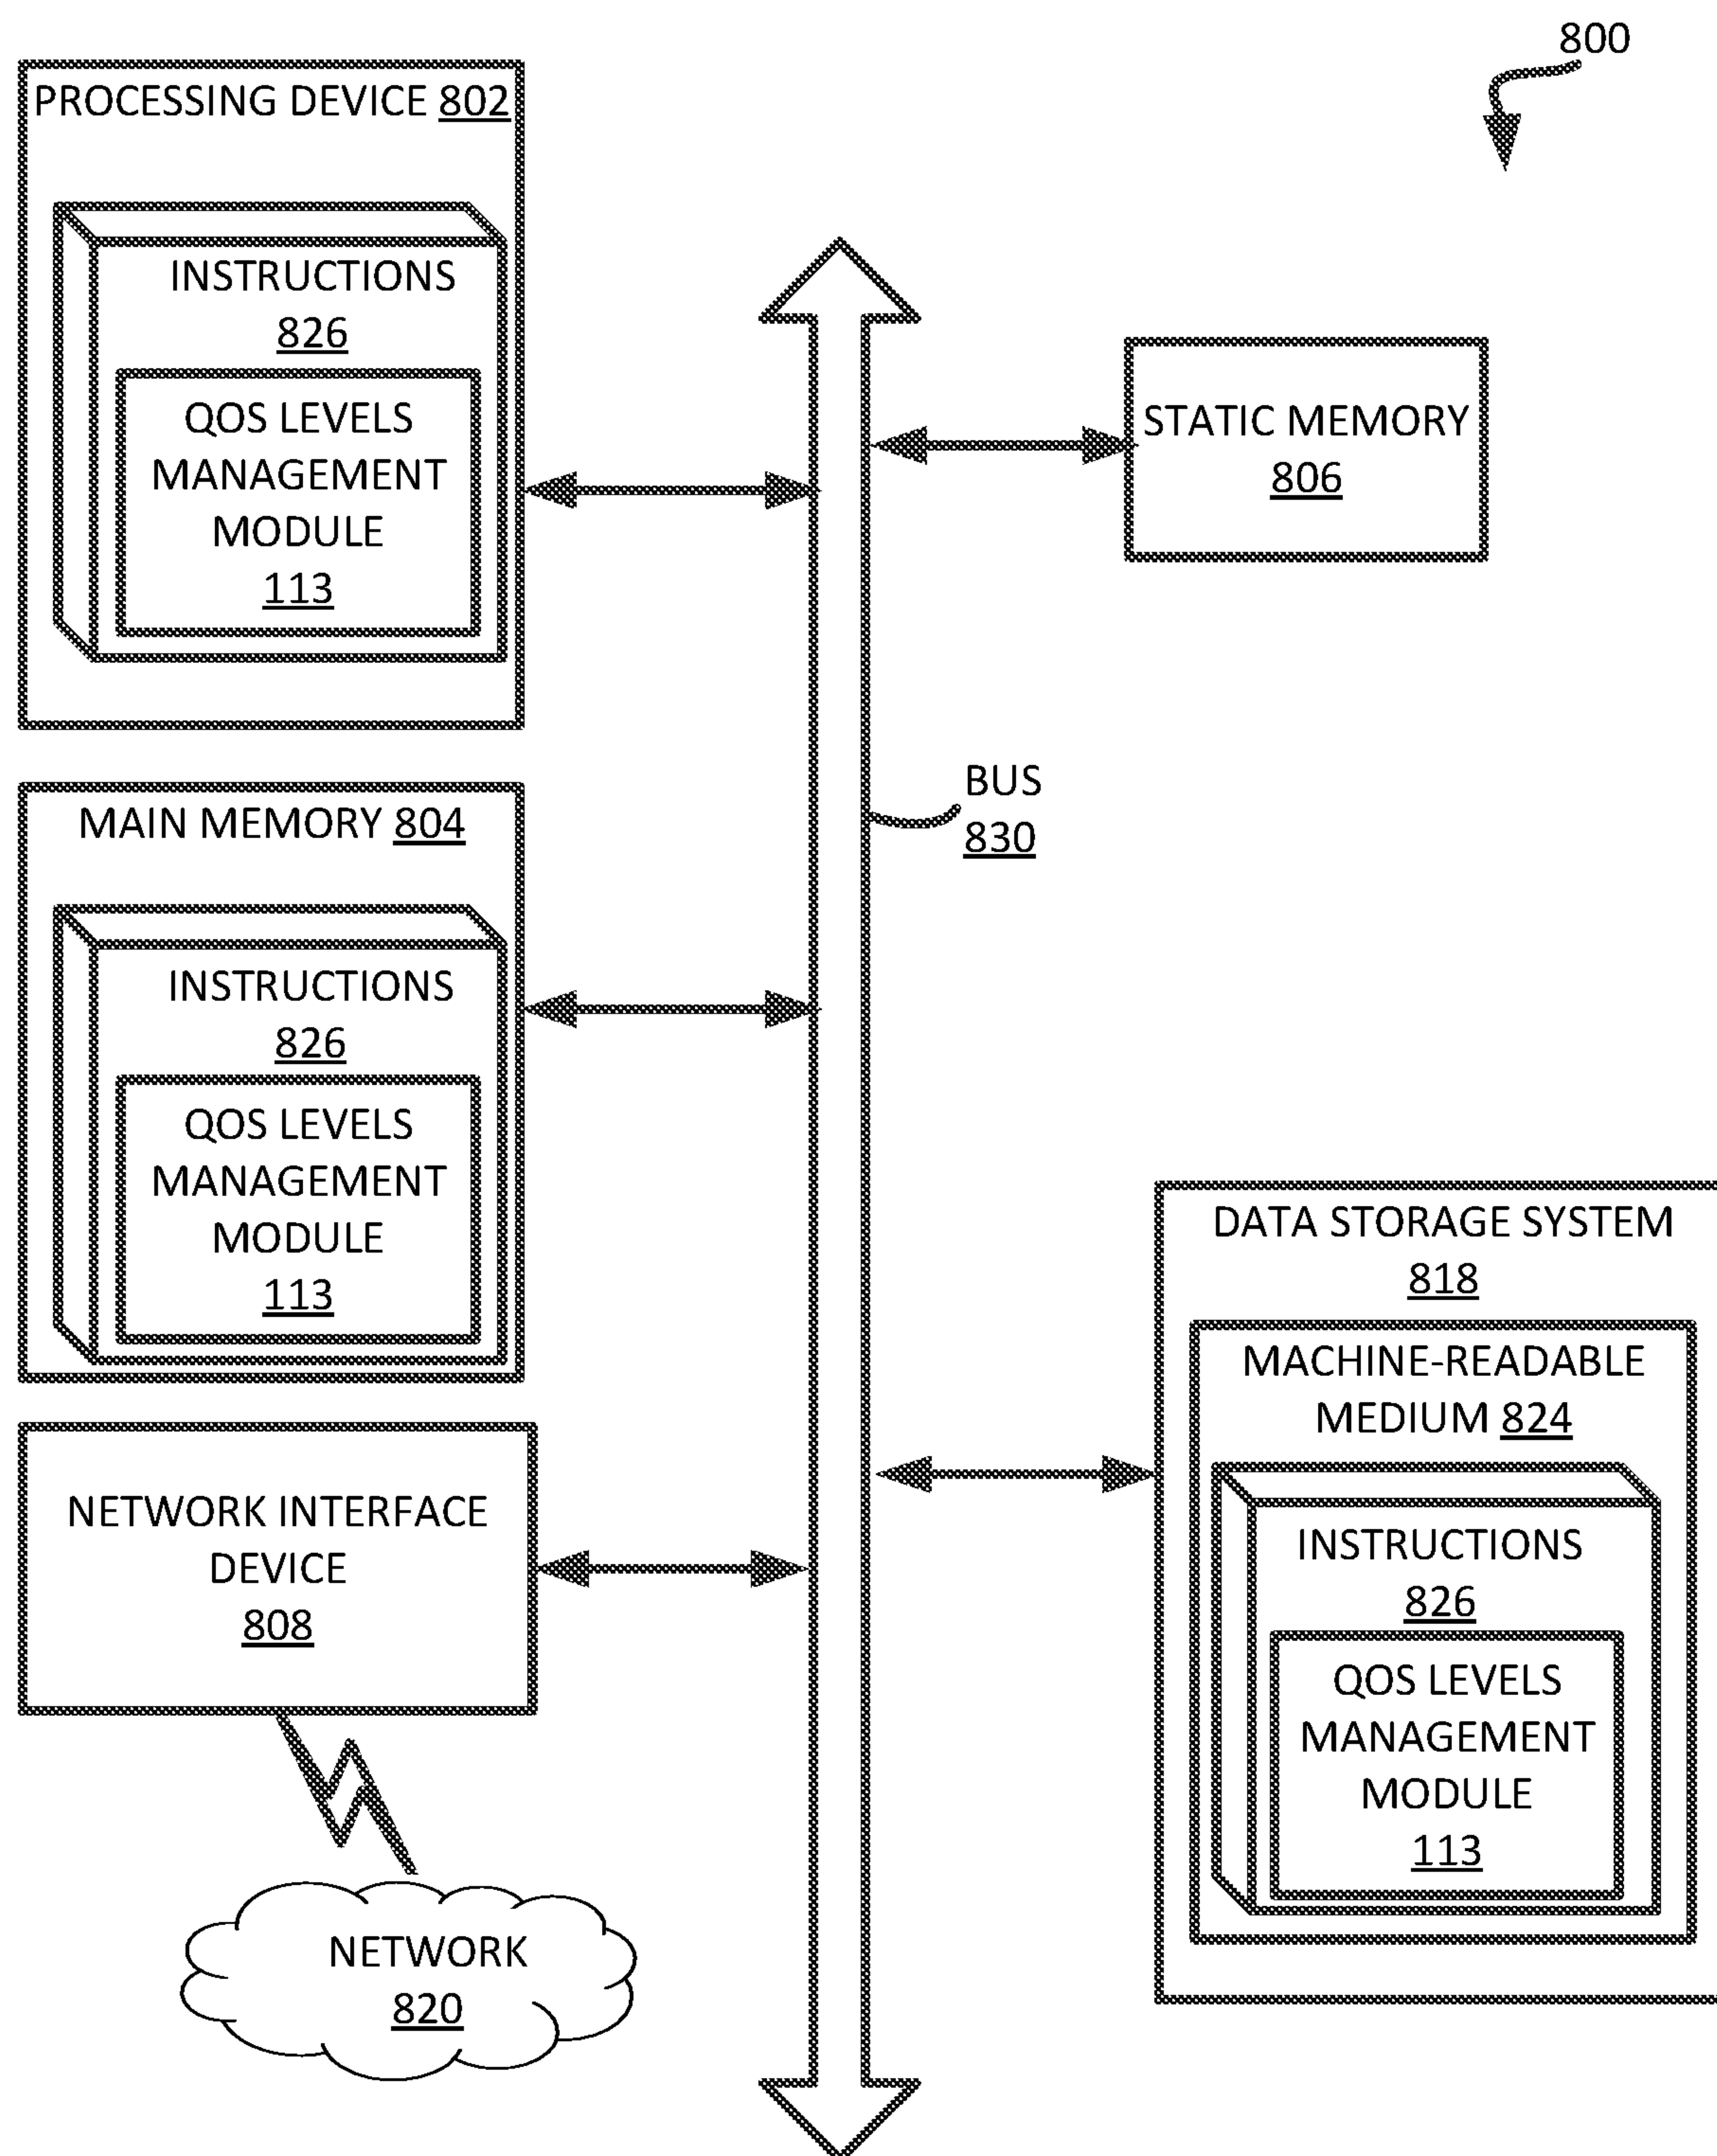 800
PROCESSING DEVICE 802
INSTRUCTIONS
826
QOS LEVELS
MANAGEMENT
MODULE
113
STATIC MEMORY
806
BUS
830
MAIN MEMORY 804
INSTRUCTIONS
826
QOS LEVELS
MANAGEMENT
MODULE
113
DATA STORAGE SYSTEM
818
MACHINE-READABLE
MEDIUM 824
INSTRUCTIONS
826
QOS LEVELS
MANAGEMENT
MODULE
113
NETWORK INTERFACE
DEVICE
808
NETWORK
820